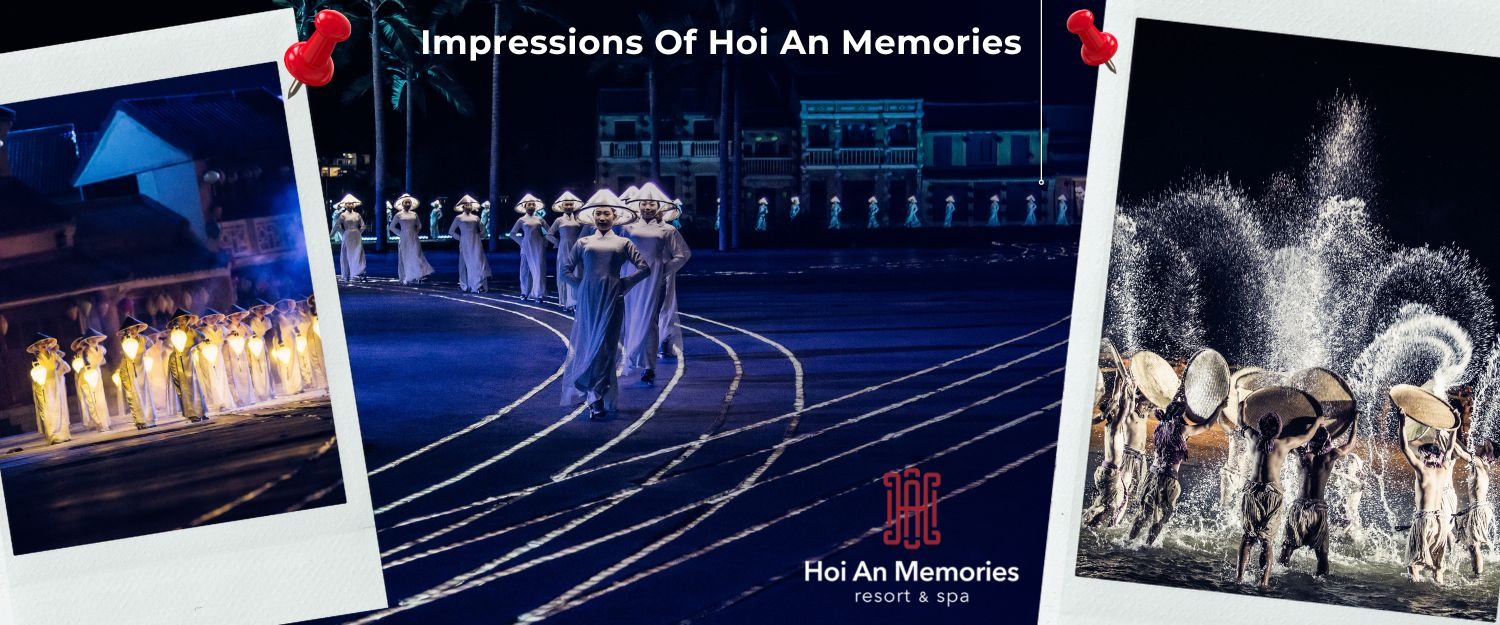 Impressions Of Hoi An Memories
Hoi An Memories
resort & spa